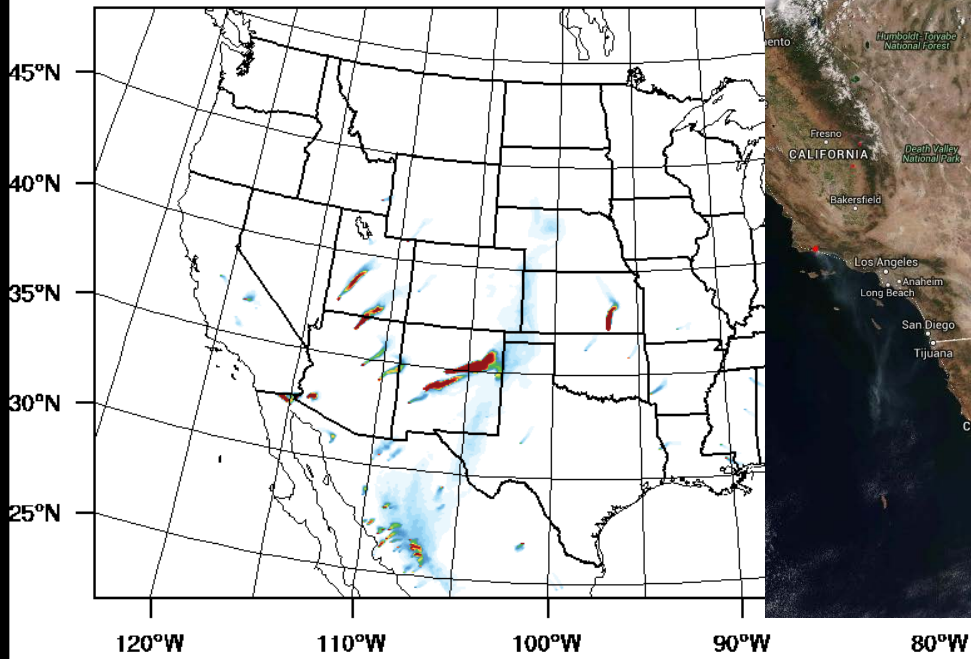 45°N
40°N
35°N
30°N
25°N
120°W
110°W
100°W
90°W
80°W
ento
Humboldt-Toiyabe
National Forest
Fresno
CALIFORNIA
Death Valley
National Park
Bakersfield
Los Angeles
Anaheim
Long Beach
San Diego
Tijuana
C